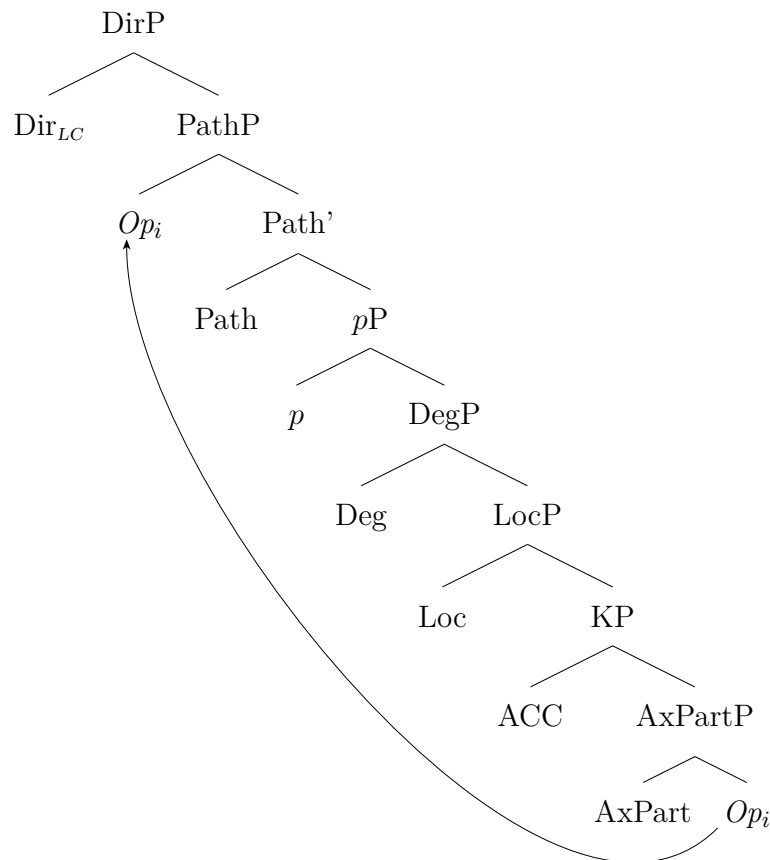 DirP
Dir_LC PathP
Op_i Path'
Path pP
p DegP
Deg LocP
Loc KP
ACC AxPartP
AxPart Op_i